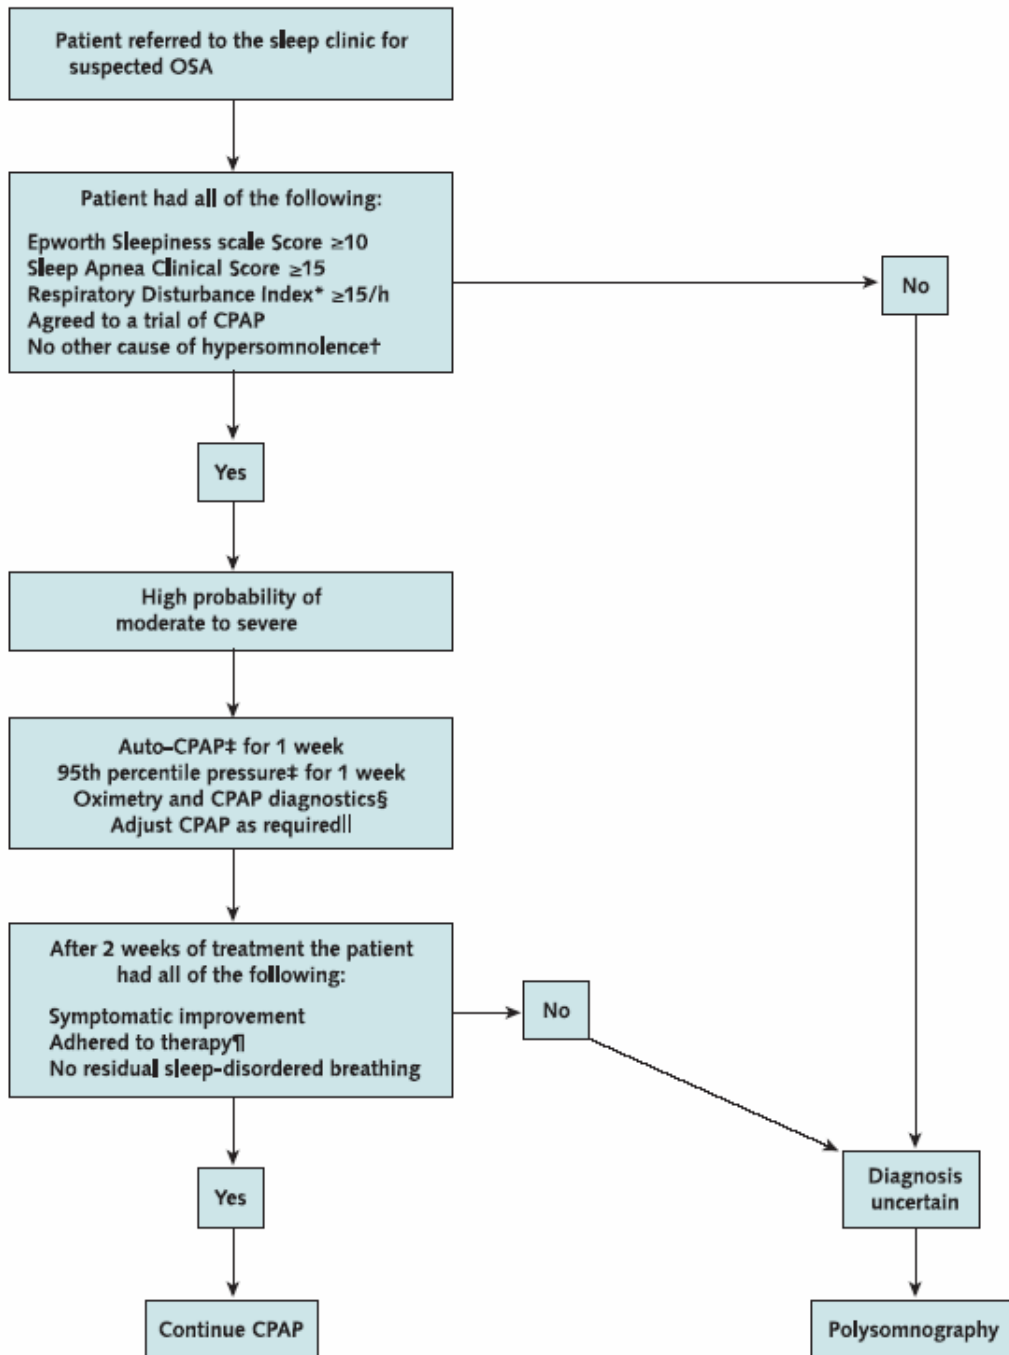 Patient referred to the sleep clinic for
suspected OSA
Patient had all of the following:
Epworth Sleepiness scale Score ≥10
Sleep Apnea Clinical Score ≥15
Respiratory Disturbance Index* ≥15/h
Agreed to a trial of CPAP
No other cause of hypersomnolence†
No
Yes
High probability of
moderate to severe
Auto–CPAP‡ for 1 week
95th percentile pressure‡ for 1 week
Oximetry and CPAP diagnostics§
Adjust CPAP as required||
After 2 weeks of treatment the patient
had all of the following:
Symptomatic improvement
Adhered to therapy¶
No residual sleep-disordered breathing
No
Yes
Diagnosis
uncertain
Continue CPAP
Polysomnography